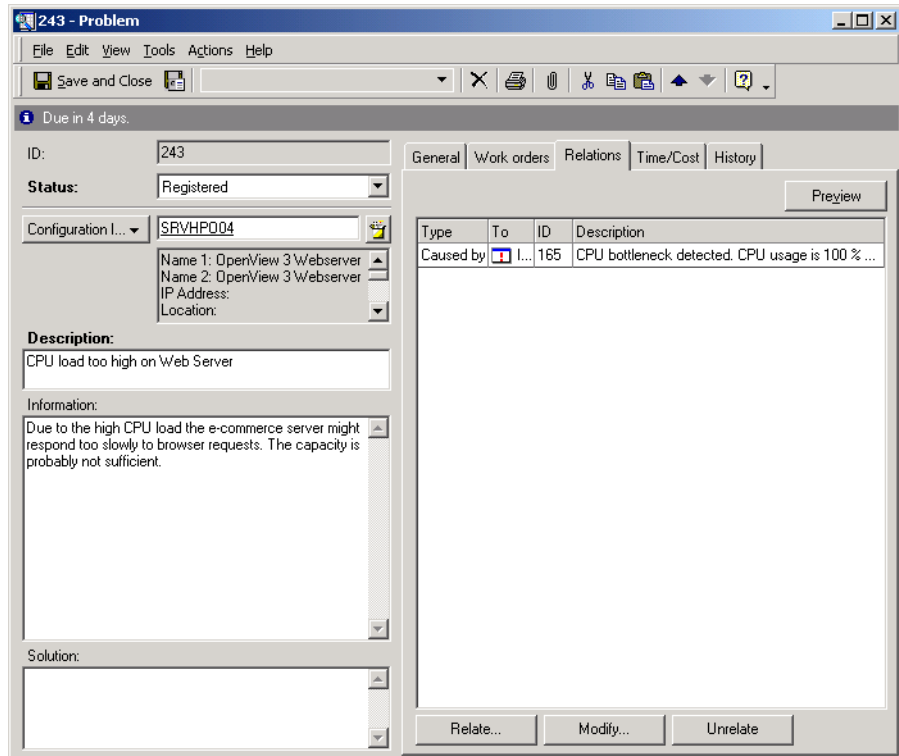 243 - Problem
File Edit View Tools Actions Help
Save and Close
Due in 4 days.
ID: 243
Status: Registered
Configuration I... SRVHPO04
Name 1: OpenView 3 Webserver
Name 2: OpenView 3 Webserver
IP Address:
Location:
Description:
CPU load too high on Web Server
Information:
Due to the high CPU load the e-commerce server might
respond too slowly to browser requests. The capacity is
probably not sufficient.
Solution:
General Work orders Relations Time/Cost History
Preview
Type To ID Description
Caused by I... 165 CPU bottleneck detected. CPU usage is 100 % ...
Relate... Modify... Unrelate